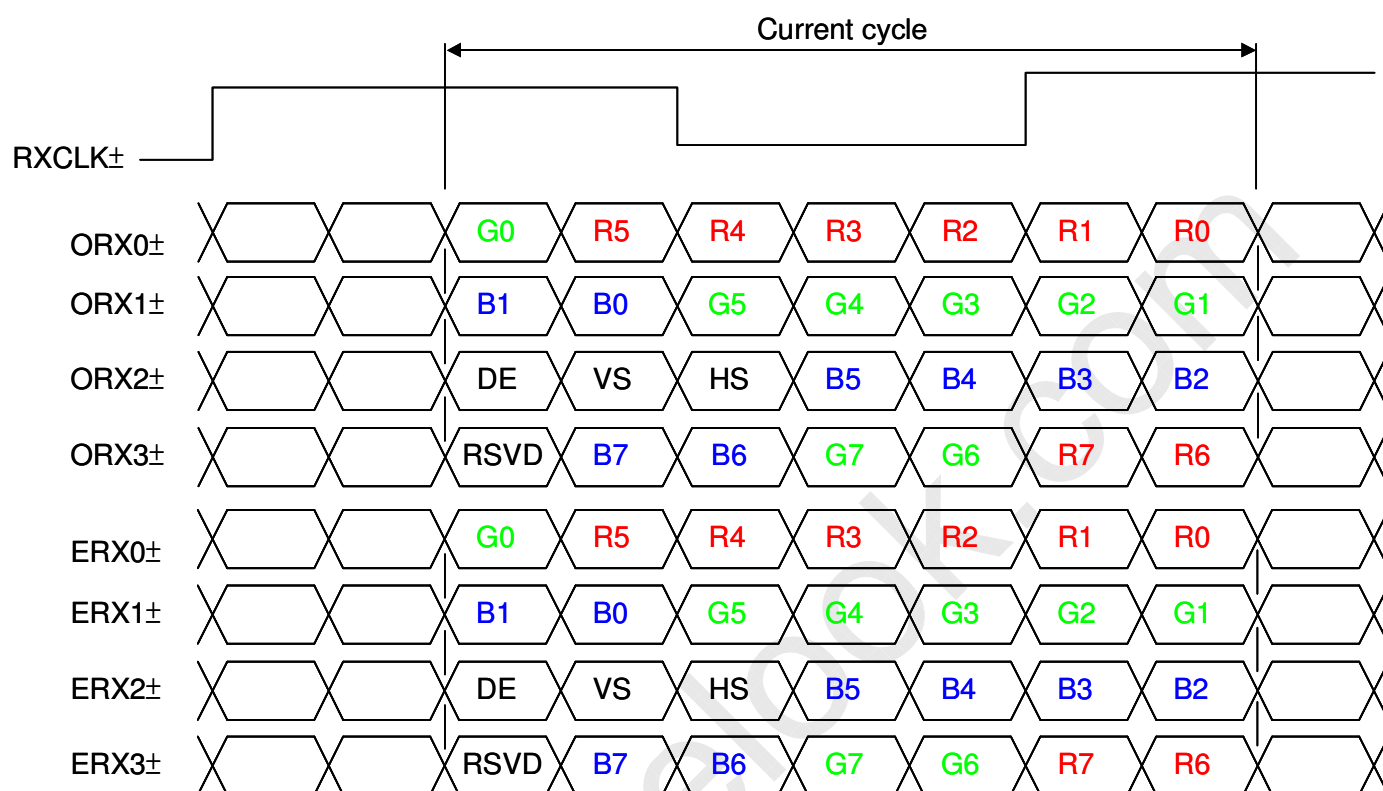 Current cycle
RXCLK±
ORX0± G0 R5 R4 R3 R2 R1 R0
ORX1± B1 B0 G5 G4 G3 G2 G1
ORX2± DE VS HS B5 B4 B3 B2
ORX3± RSVD B7 B6 G7 G6 R7 R6
ERX0± G0 R5 R4 R3 R2 R1 R0
ERX1± B1 B0 G5 G4 G3 G2 G1
ERX2± DE VS HS B5 B4 B3 B2
ERX3± RSVD B7 B6 G7 G6 R7 R6
elook.com